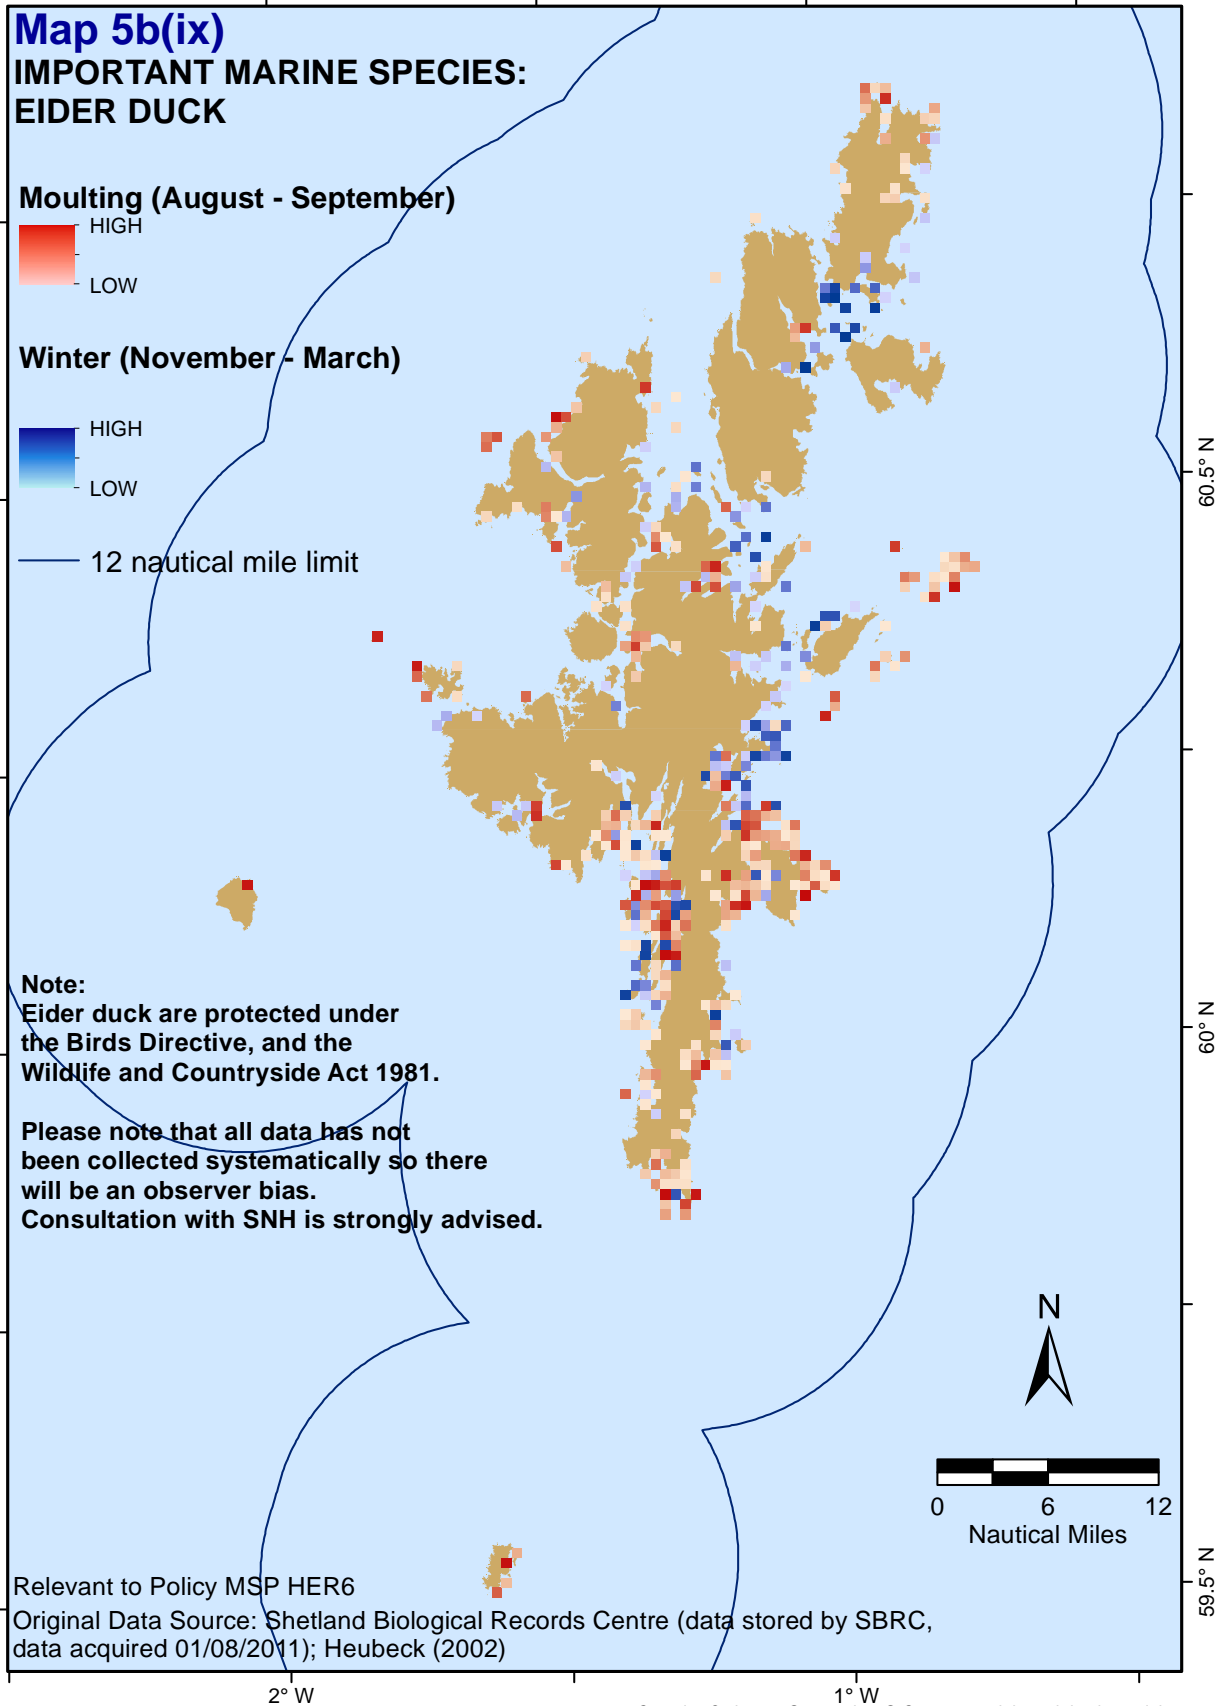 Map 5b(ix)
IMPORTANT MARINE SPECIES:
EIDER DUCK
Moulting (August - September)
HIGH
LOW
Winter (November - March)
HIGH
LOW
12 nautical mile limit
60.5° N
60° N
59.5° N
Note:
Eider duck are protected under
the Birds Directive, and the
Wildlife and Countryside Act 1981.
Please note that all data has not
been collected systematically so there
will be an observer bias.
Consultation with SNH is strongly advised.
N
0 6 12
Nautical Miles
Relevant to Policy MSP HER6
Original Data Source: Shetland Biological Records Centre (data stored by SBRC,
data acquired 01/08/2011); Heubeck (2002)
2° W 1° W